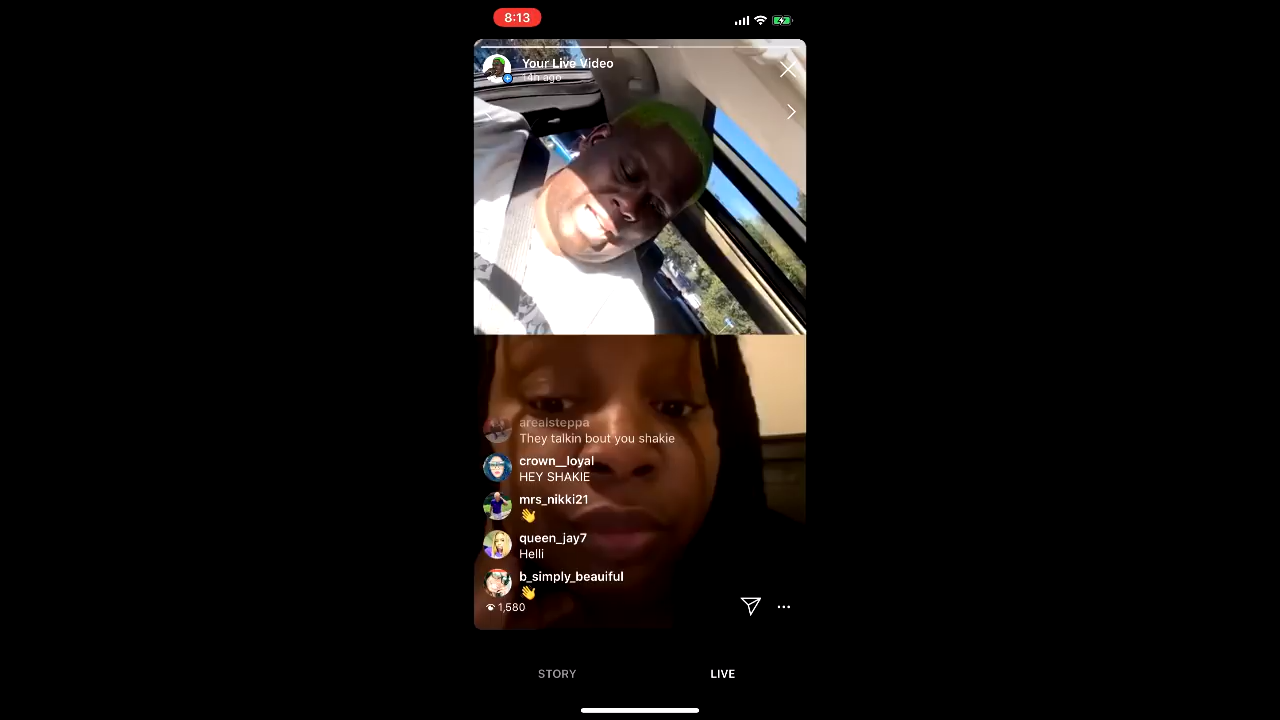 8:13
Your Live Video
14h ago
arealsteppa
They talkin bout you shakie
crown__loyal
HEY SHAKIE
mrs_nikki21
👋
queen_jay7
Helli
b_simply_beauiful
👋
1,580
STORY
LIVE